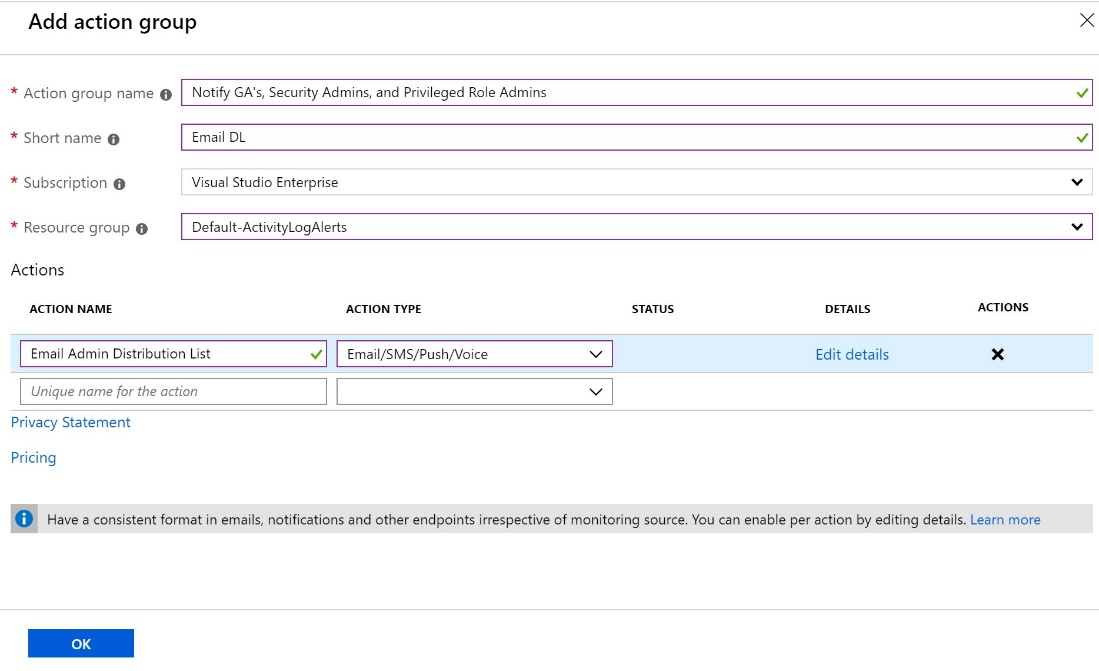 Add action group
* Action group name
Notify GA's, Security Admins, and Privileged Role Admins
* Short name
Email DL
* Subscription
Visual Studio Enterprise
* Resource group
Default-ActivityLogAlerts
Actions
ACTION NAME ACTION TYPE STATUS DETAILS ACTIONS
Email Admin Distribution List Email/SMS/Push/Voice Edit details
Unique name for the action
Privacy Statement
Pricing
Have a consistent format in emails, notifications and other endpoints irrespective of monitoring source. You can enable per action by editing details. Learn more
OK